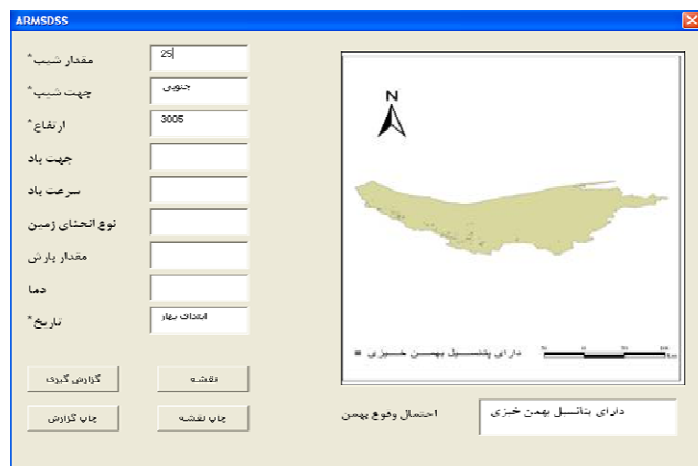 ARMSDSS
مقدار شیب*
25
جهت شیب*
جنوبی
ارتفاع*
3005
جهت باد
سرعت باد
نوع انحنای زمین
مقدار بارش
دما
تاریخ*
ابتدای بهار
نقشه
گزارش گیری
چاپ نقشه
چاپ گزارش
N
دارای پتانسیل بهمن خیزی
احتمال وقوع بهمن
دارای پتانسیل بهمن خیزی